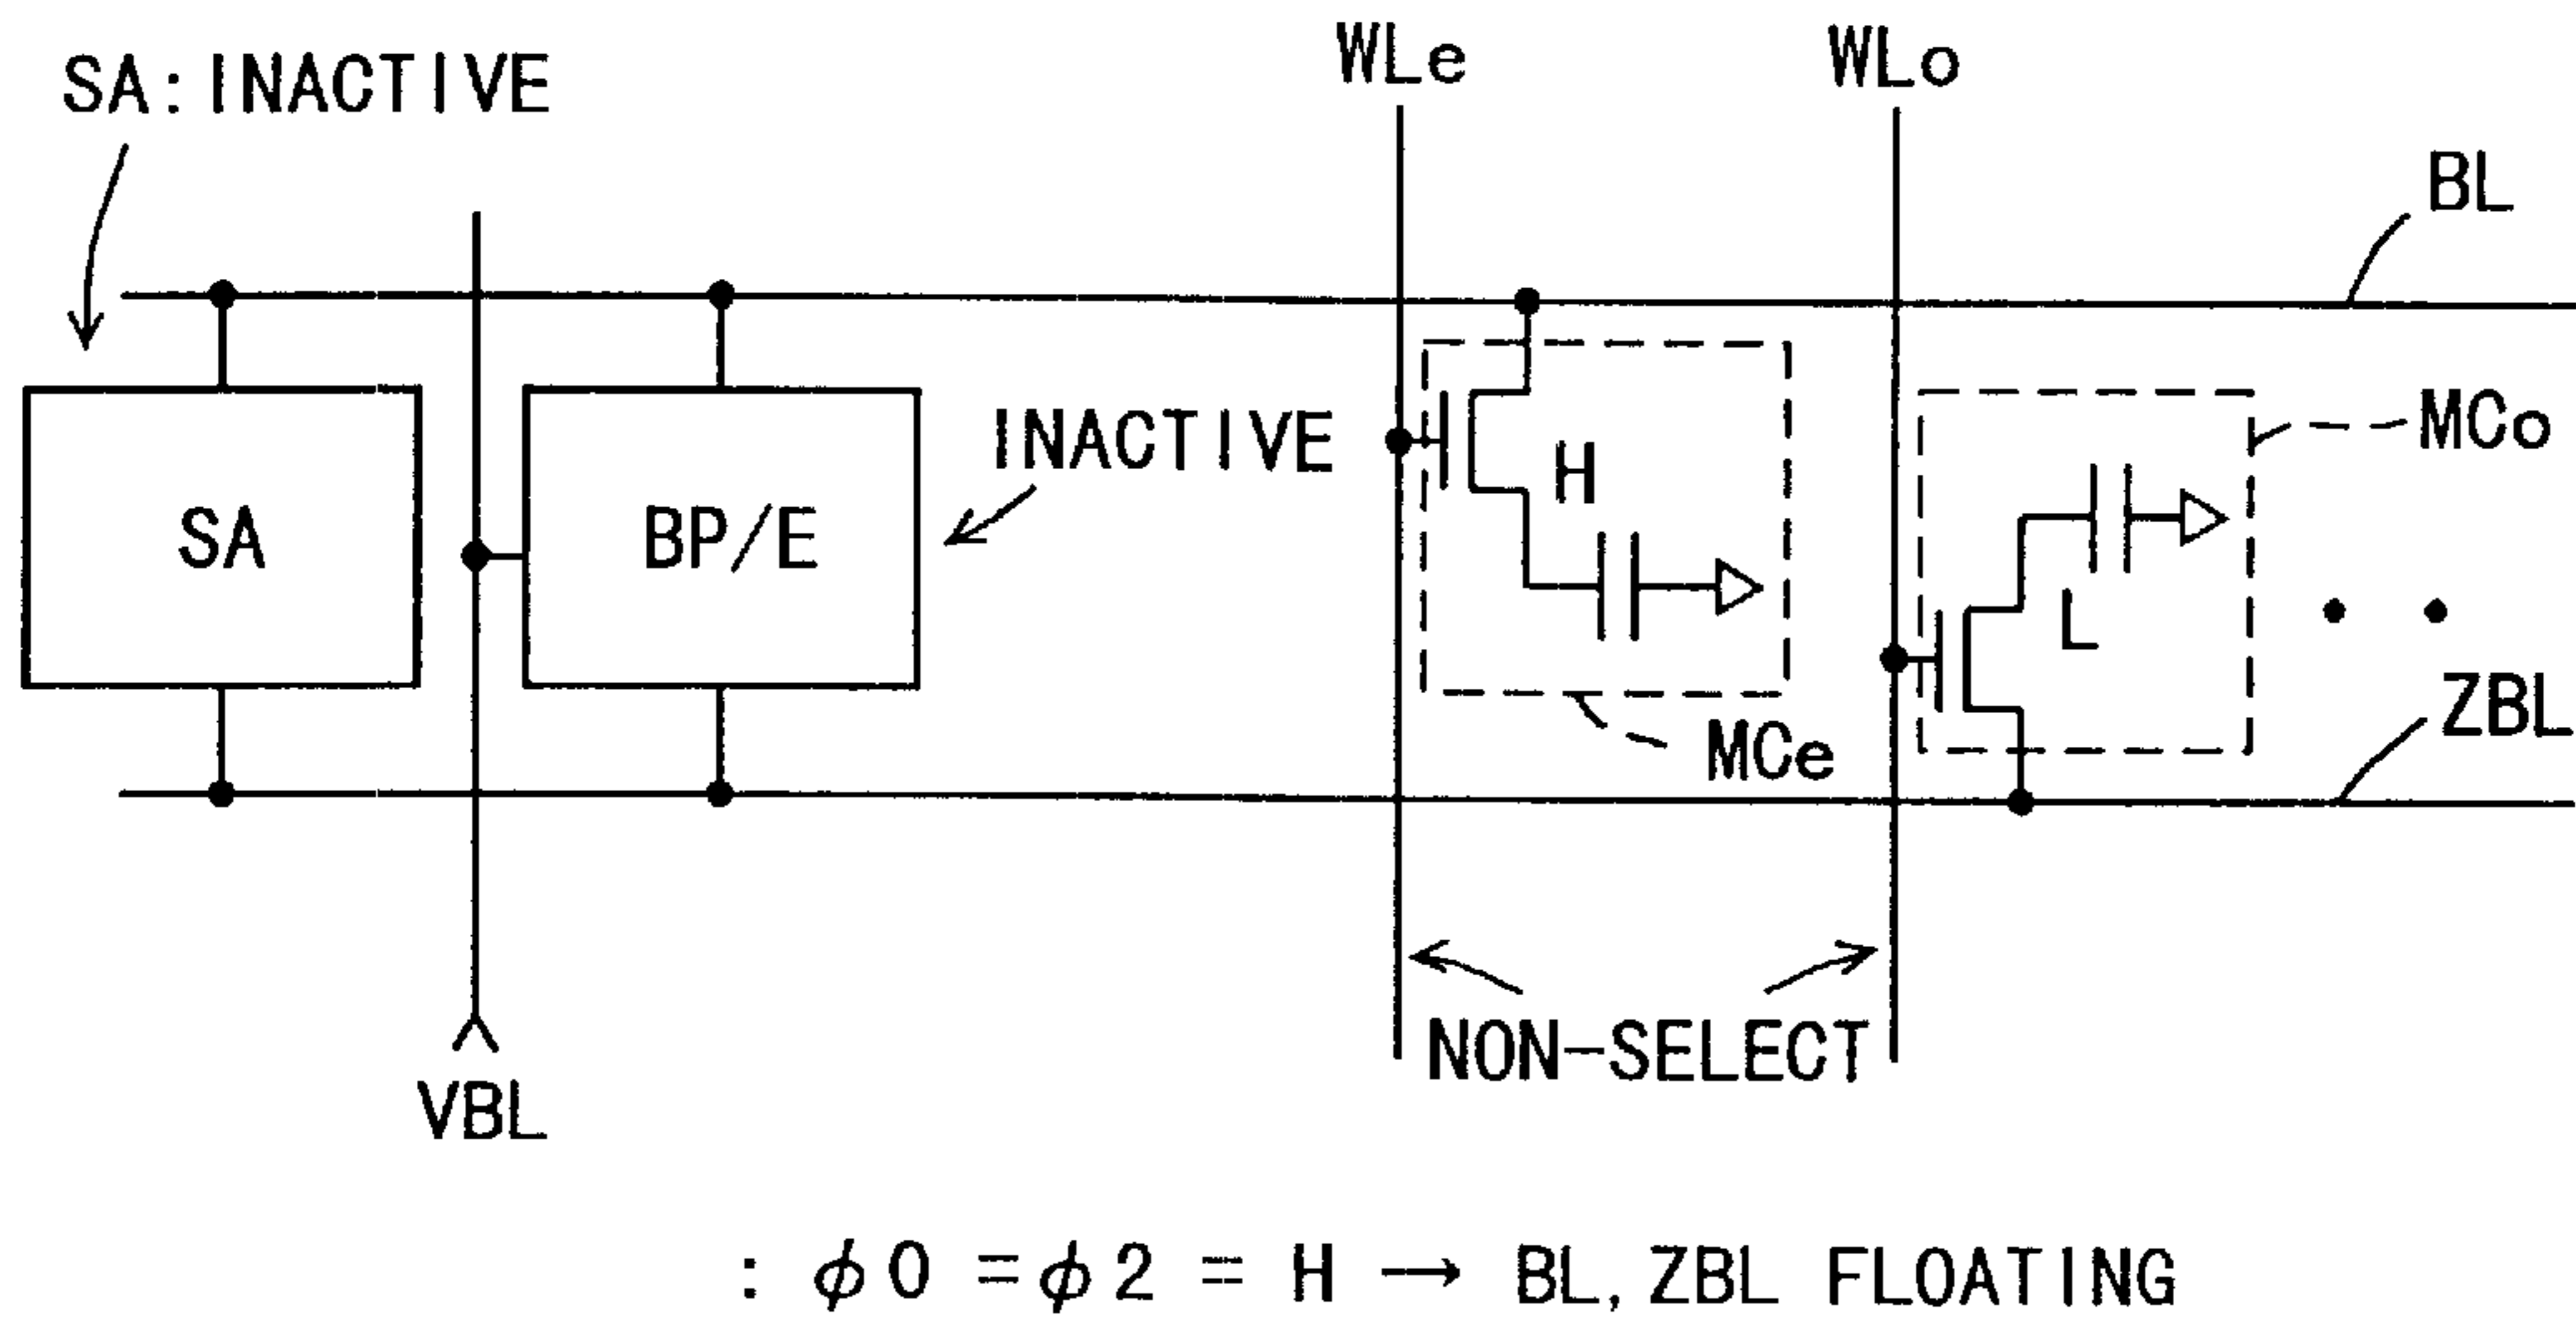 SA:INACTIVE
WLe
WLo
BL
INACTIVE
SA
BP/E
H
MCo
L
MCe
ZBL
NON-SELECT
VBL
: φ0 =φ2 = H → BL,ZBL FLOATING